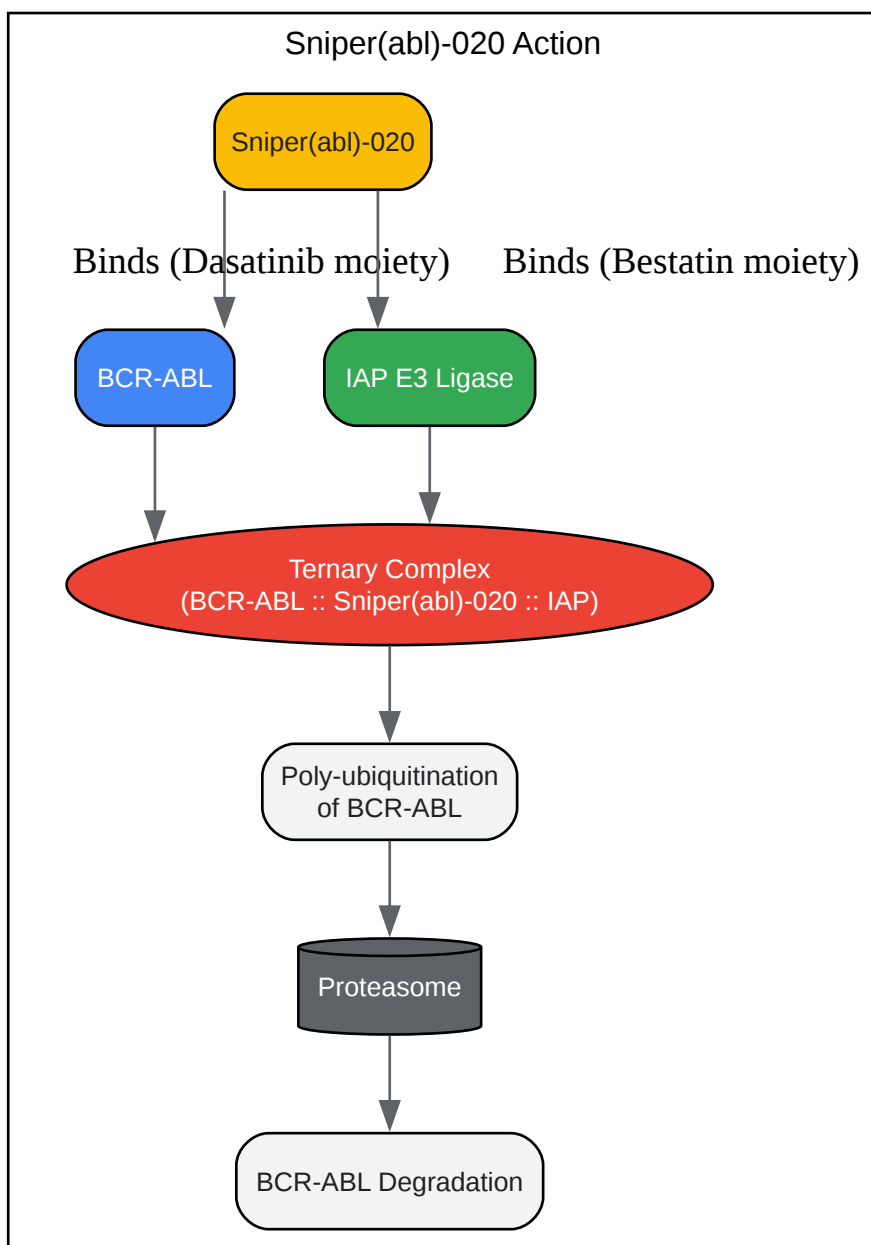 Sniper(abl)-020 Action
Sniper(abl)-020
Binds (Dasatinib moiety)
Binds (Bestatin moiety)
BCR-ABL
IAP E3 Ligase
Ternary Complex
(BCR-ABL :: Sniper(abl)-020 :: IAP)
Poly-ubiquitination
of BCR-ABL
Proteasome
BCR-ABL Degradation